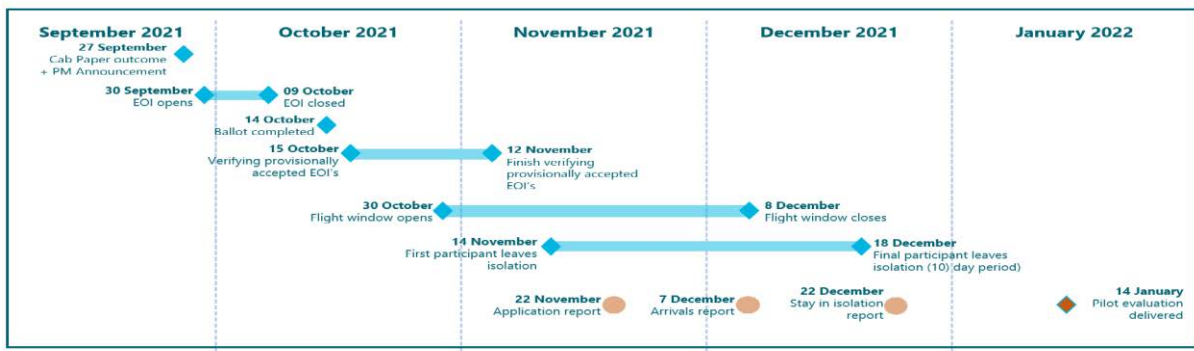 September 2021
October 2021
November 2021
December 2021
January 2022
27 September
Cab Paper outcome
+ PM Announcement
30 September
EOI opens
09 October
EOI closed
14 October
Ballot completed
15 October
Verifying provisionally
accepted EOI's
12 November
Finish verifying
provisionally accepted
EOI's
30 October
Flight window opens
8 December
Flight window closes
14 November
First participant leaves
isolation
18 December
Final participant leaves
isolation (10) day period)
22 November
Application report
7 December
Arrivals report
22 December
Stay in isolation
report
14 January
Pilot evaluation
delivered